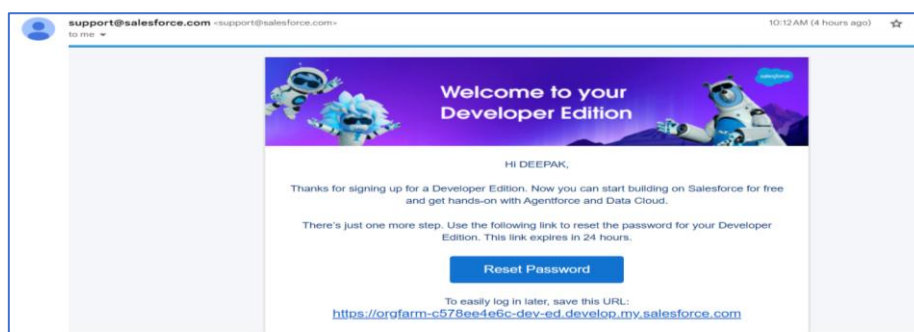 support@salesforce.com <support@salesforce.com>
10:12 AM (4 hours ago)
to me
salesforce
Welcome to your
Developer Edition
Hi DEEPAK,
Thanks for signing up for a Developer Edition. Now you can start building on Salesforce for free
and get hands-on with Agentforce and Data Cloud.
There's just one more step. Use the following link to reset the password for your Developer
Edition. This link expires in 24 hours.
Reset Password
To easily log in later, save this URL:
https://orgfarm-c578ee4e6c-dev-ed.develop.my.salesforce.com